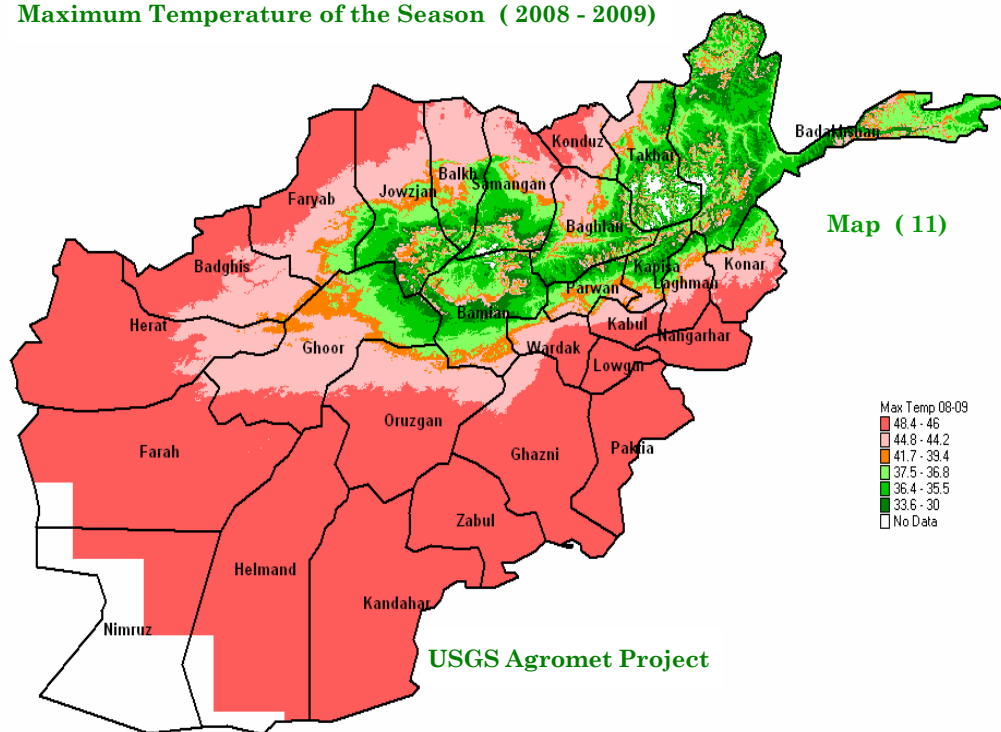 Maximum Temperature of the Season ( 2008 - 2009)
Badakhshan
Konduz
Takhar
Balkh
Samangan
Jowzjan
Faryab
Baghlan
Map ( 11)
Badghis
Konar
Kapisa
Laghman
Parwan
Herat
Bamian
Kabul
Nangarhar
Ghoor
Wardak
Lowgar
Max Temp 08-09
48.4 - 46
44.8 - 44.2
41.7 - 39.4
37.5 - 36.8
36.4 - 35.5
33.6 - 30
No Data
Oruzgan
Farah
Ghazni
Paktia
Zabul
Helmand
Kandahar
Nimruz
USGS Agromet Project